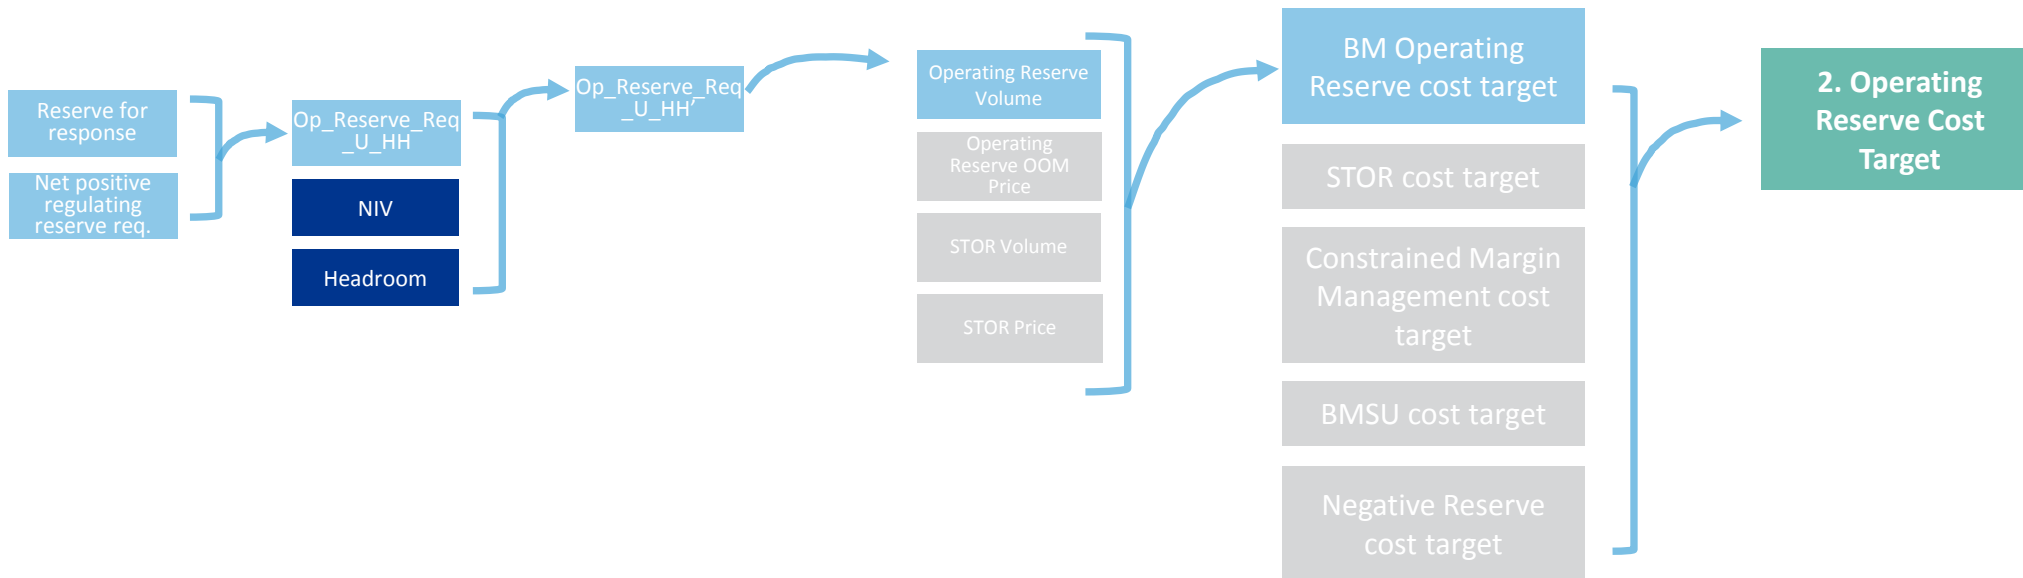 Reserve for
response
Net positive
regulating
reserve req.
Op_Reserve_Req
_U_HH
NIV
Headroom
Op_Reserve_Req
_U_HH’
Operating Reserve
Volume
Operating
Reserve OOM
Price
STOR Volume
STOR Price
BM Operating
Reserve cost target
STOR cost target
Constrained Margin
Management cost
target
BMSU cost target
Negative Reserve
cost target
2. Operating
Reserve Cost
Target